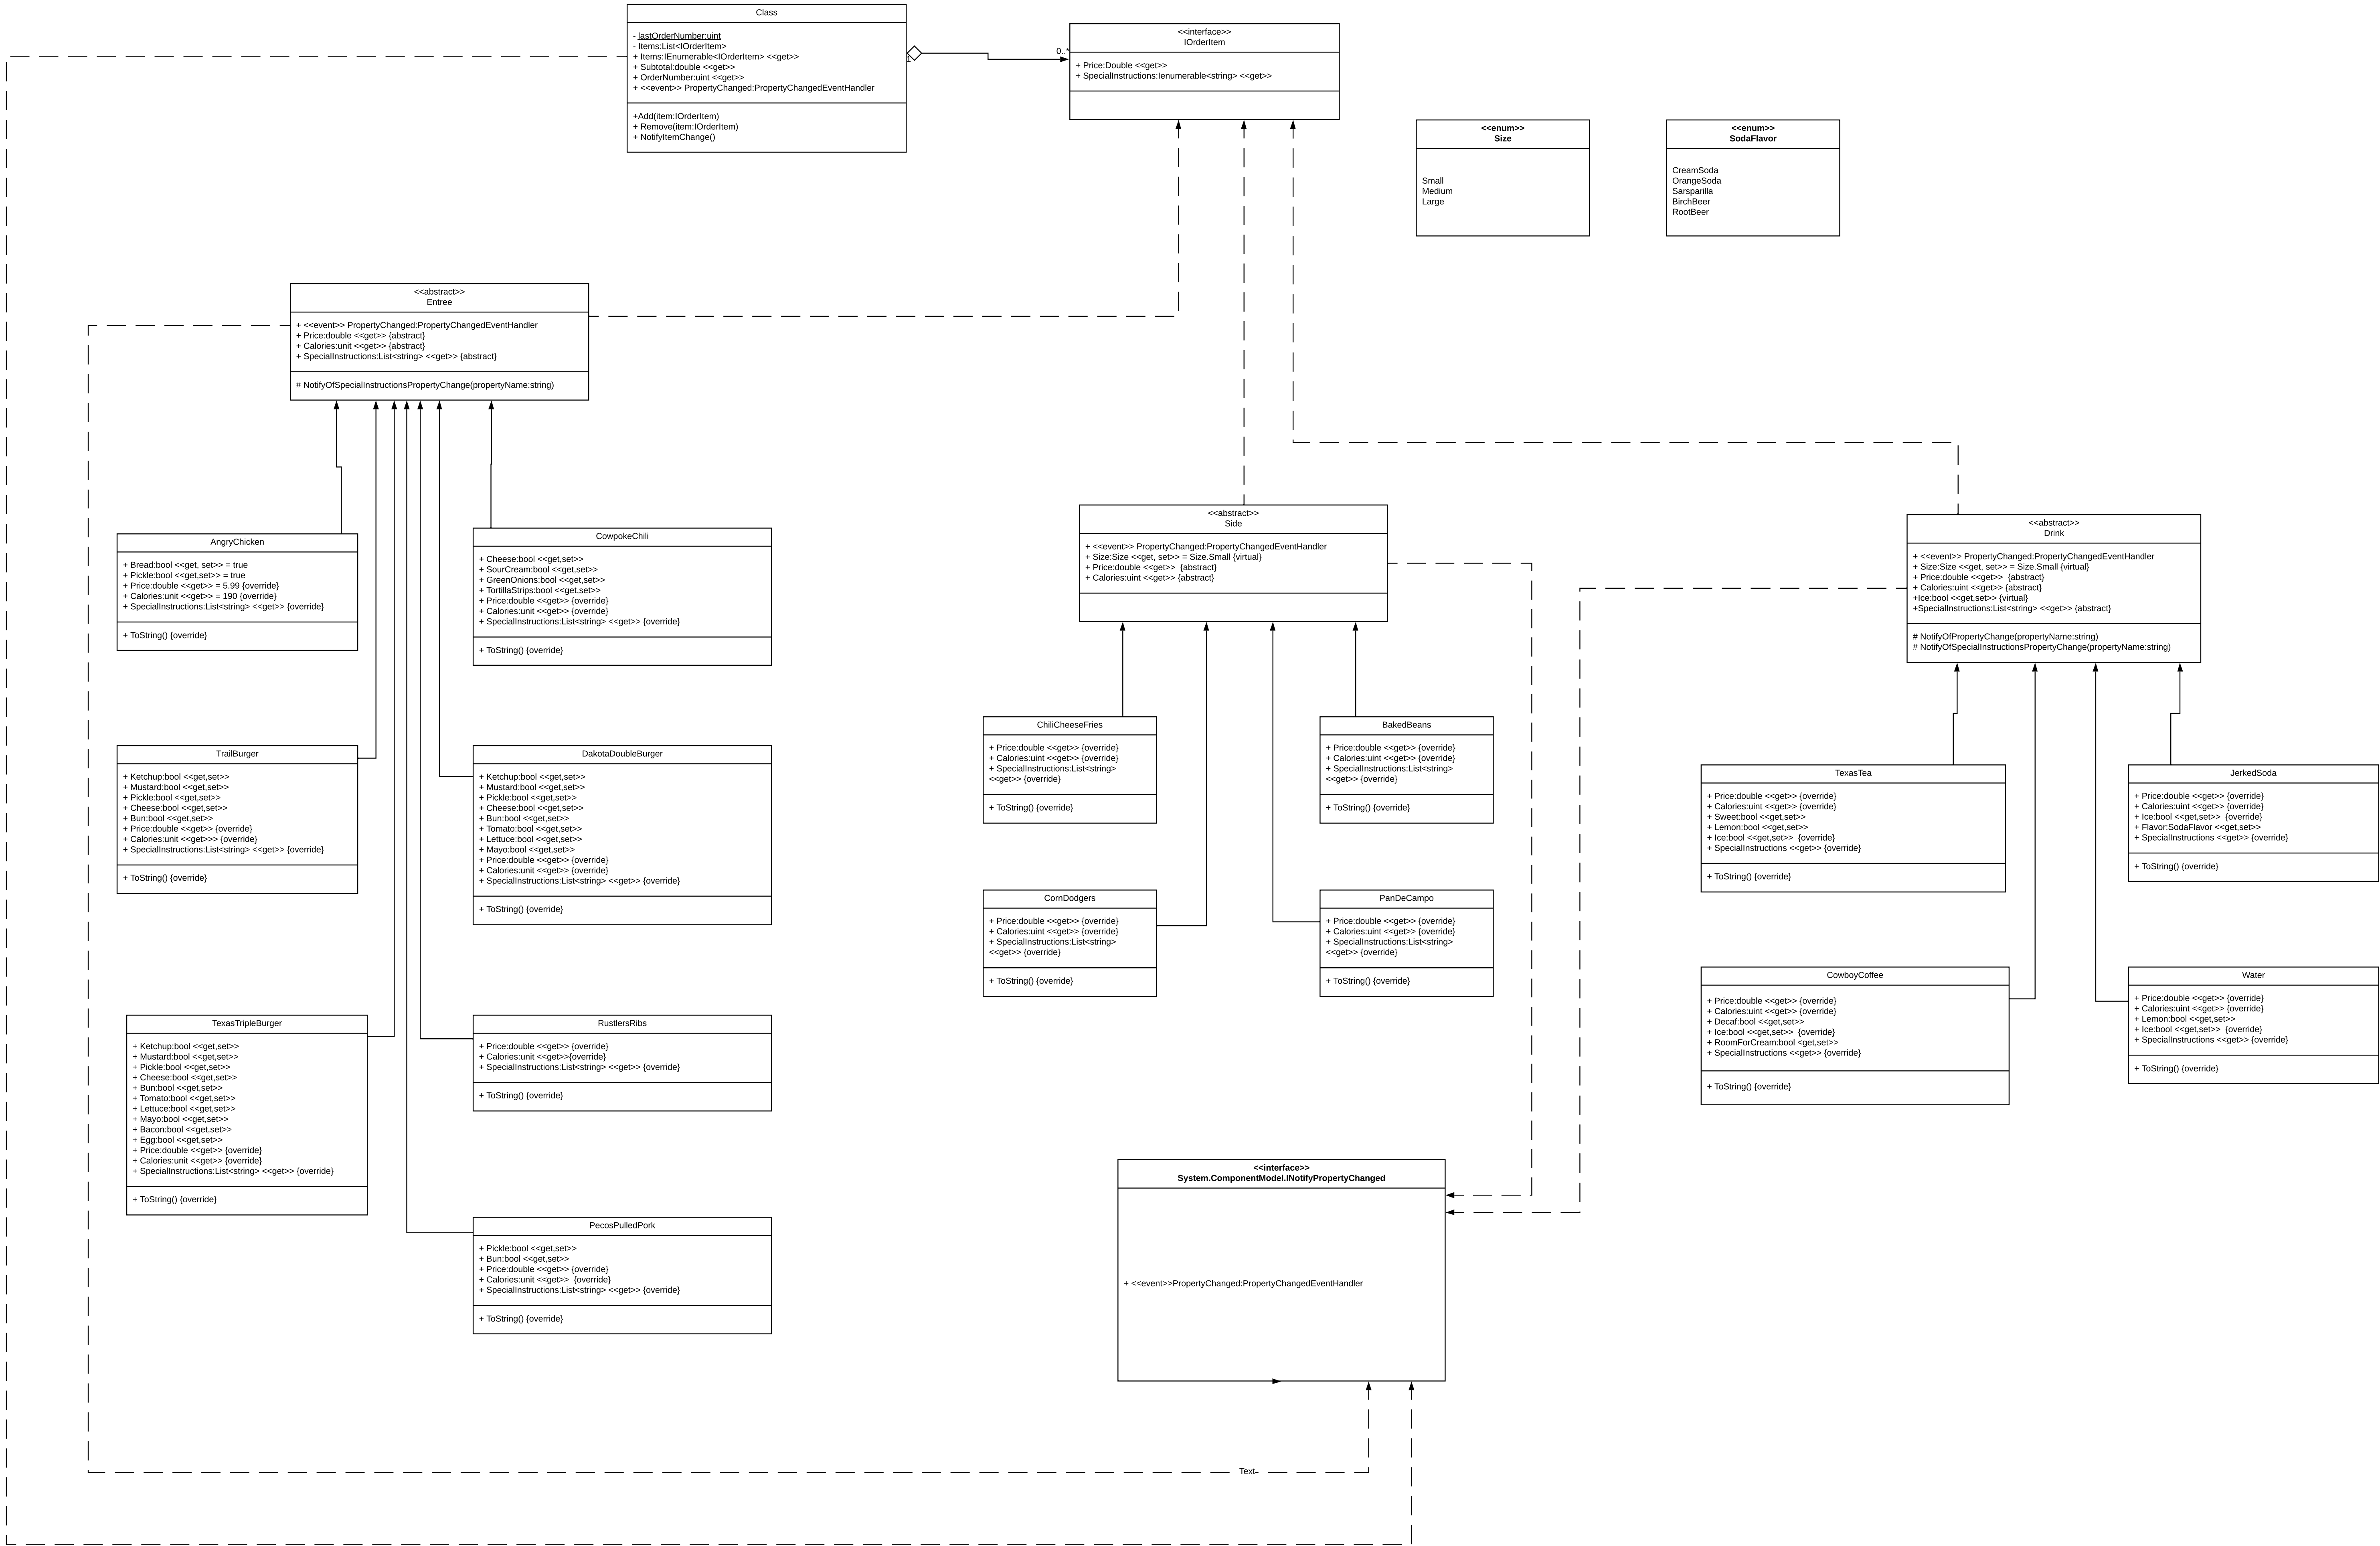 Class
- lastOrderNumber:uint
- Items:List<IOrderItem>
+ Items:IEnumerable<IOrderItem> <<get>>
+ Subtotal:double <<get>>
+ OrderNumber:uint <<get>>
+ <<event>> PropertyChanged:PropertyChangedEventHandler
+Add(item:IOrderItem)
+ Remove(item:IOrderItem)
+ NotifyItemChange()
1
0..*
<<interface>>
IOrderItem
+ Price:Double <<get>>
+ SpecialInstructions:Ienumerable<string> <<get>>
<<enum>>
Size
Small
Medium
Large
<<enum>>
SodaFlavor
CreamSoda
OrangeSoda
Sarsparilla
BirchBeer
RootBeer
<<abstract>>
Entree
+ <<event>> PropertyChanged:PropertyChangedEventHandler
+ Price:double <<get>> {abstract}
+ Calories:unit <<get>> {abstract}
+ SpecialInstructions:List<string> <<get>> {abstract}
# NotifyOfSpecialInstructionsPropertyChange(propertyName:string)
AngryChicken
+ Bread:bool <<get, set>> = true
+ Pickle:bool <<get,set>> = true
+ Price:double <<get>> = 5.99 {override}
+ Calories:unit <<get>> = 190 {override}
+ SpecialInstructions:List<string> <<get>> {override}
+ ToString() {override}
CowpokeChili
+ Cheese:bool <<get,set>>
+ SourCream:bool <<get,set>>
+ GreenOnions:bool <<get,set>>
+ TortillaStrips:bool <<get,set>>
+ Price:double <<get>> {override}
+ Calories:unit <<get>> {override}
+ SpecialInstructions:List<string> <<get>> {override}
+ ToString() {override}
<<abstract>>
Side
+ <<event>> PropertyChanged:PropertyChangedEventHandler
+ Size:Size <<get, set>> = Size.Small {virtual}
+ Price:double <<get>>  {abstract}
+ Calories:uint <<get>> {abstract}
<<abstract>>
Drink
+ <<event>> PropertyChanged:PropertyChangedEventHandler
+ Size:Size <<get, set>> = Size.Small {virtual}
+ Price:double <<get>>  {abstract}
+ Calories:uint <<get>> {abstract}
+Ice:bool <<get,set>> {virtual}
+SpecialInstructions:List<string> <<get>> {abstract}
# NotifyOfPropertyChange(propertyName:string)
# NotifyOfSpecialInstructionsPropertyChange(propertyName:string)
TrailBurger
+ Ketchup:bool <<get,set>>
+ Mustard:bool <<get,set>>
+ Pickle:bool <<get,set>>
+ Cheese:bool <<get,set>>
+ Bun:bool <<get,set>>
+ Price:double <<get>> {override}
+ Calories:unit <<get>>> {override}
+ SpecialInstructions:List<string> <<get>> {override}
+ ToString() {override}
DakotaDoubleBurger
+ Ketchup:bool <<get,set>>
+ Mustard:bool <<get,set>>
+ Pickle:bool <<get,set>>
+ Cheese:bool <<get,set>>
+ Bun:bool <<get,set>>
+ Tomato:bool <<get,set>>
+ Lettuce:bool <<get,set>>
+ Mayo:bool <<get,set>>
+ Price:double <<get>> {override}
+ Calories:unit <<get>> {override}
+ SpecialInstructions:List<string> <<get>> {override}
+ ToString() {override}
ChiliCheeseFries
+ Price:double <<get>> {override}
+ Calories:uint <<get>> {override}
+ SpecialInstructions:List<string>
<<get>> {override}
+ ToString() {override}
BakedBeans
+ Price:double <<get>> {override}
+ Calories:uint <<get>> {override}
+ SpecialInstructions:List<string>
<<get>> {override}
+ ToString() {override}
TexasTea
+ Price:double <<get>> {override}
+ Calories:uint <<get>> {override}
+ Sweet:bool <<get,set>>
+ Lemon:bool <<get,set>>
+ Ice:bool <<get,set>>  {override}
+ SpecialInstructions <<get>> {override}
+ ToString() {override}
JerkedSoda
+ Price:double <<get>> {override}
+ Calories:uint <<get>> {override}
+ Ice:bool <<get,set>>  {override}
+ Flavor:SodaFlavor <<get,set>>
+ SpecialInstructions <<get>> {override}
+ ToString() {override}
CornDodgers
+ Price:double <<get>> {override}
+ Calories:uint <<get>> {override}
+ SpecialInstructions:List<string>
<<get>> {override}
+ ToString() {override}
PanDeCampo
+ Price:double <<get>> {override}
+ Calories:uint <<get>> {override}
+ SpecialInstructions:List<string>
<<get>> {override}
+ ToString() {override}
CowboyCoffee
+ Price:double <<get>> {override}
+ Calories:uint <<get>> {override}
+ Decaf:bool <<get,set>>
+ Ice:bool <<get,set>>  {override}
+ RoomForCream:bool <get,set>>
+ SpecialInstructions <<get>> {override}
+ ToString() {override}
Water
+ Price:double <<get>> {override}
+ Calories:uint <<get>> {override}
+ Lemon:bool <<get,set>>
+ Ice:bool <<get,set>>  {override}
+ SpecialInstructions <<get>> {override}
+ ToString() {override}
TexasTripleBurger
+ Ketchup:bool <<get,set>>
+ Mustard:bool <<get,set>>
+ Pickle:bool <<get,set>>
+ Cheese:bool <<get,set>>
+ Bun:bool <<get,set>>
+ Tomato:bool <<get,set>>
+ Lettuce:bool <<get,set>>
+ Mayo:bool <<get,set>>
+ Bacon:bool <<get,set>>
+ Egg:bool <<get,set>>
+ Price:double <<get>> {override}
+ Calories:unit <<get>> {override}
+ SpecialInstructions:List<string> <<get>> {override}
+ ToString() {override}
RustlersRibs
+ Price:double <<get>> {override}
+ Calories:unit <<get>>{override}
+ SpecialInstructions:List<string> <<get>> {override}
+ ToString() {override}
PecosPulledPork
+ Pickle:bool <<get,set>>
+ Bun:bool <<get,set>>
+ Price:double <<get>> {override}
+ Calories:unit <<get>>  {override}
+ SpecialInstructions:List<string> <<get>> {override}
+ ToString() {override}
<<interface>>
System.ComponentModel.INotifyPropertyChanged
+ <<event>>PropertyChanged:PropertyChangedEventHandler
Text